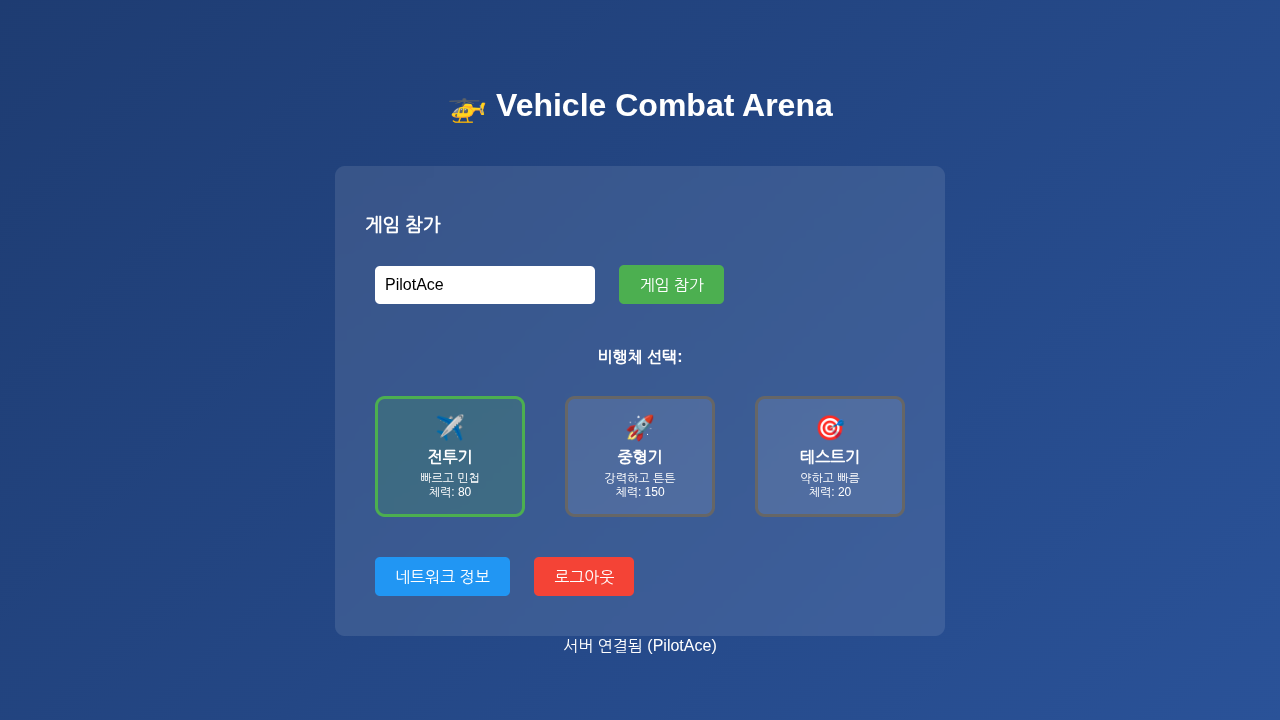 🚁 Vehicle Combat Arena
게임 참가
PilotAce 게임 참가
비행체 선택:
✈️ 🚀 🎯
전투기 중형기 테스트기
빠르고 민첩 강력하고 튼튼 약하고 빠름
체력: 80 체력: 150 체력: 20
네트워크 정보 로그아웃
서버 연결됨 (PilotAce)